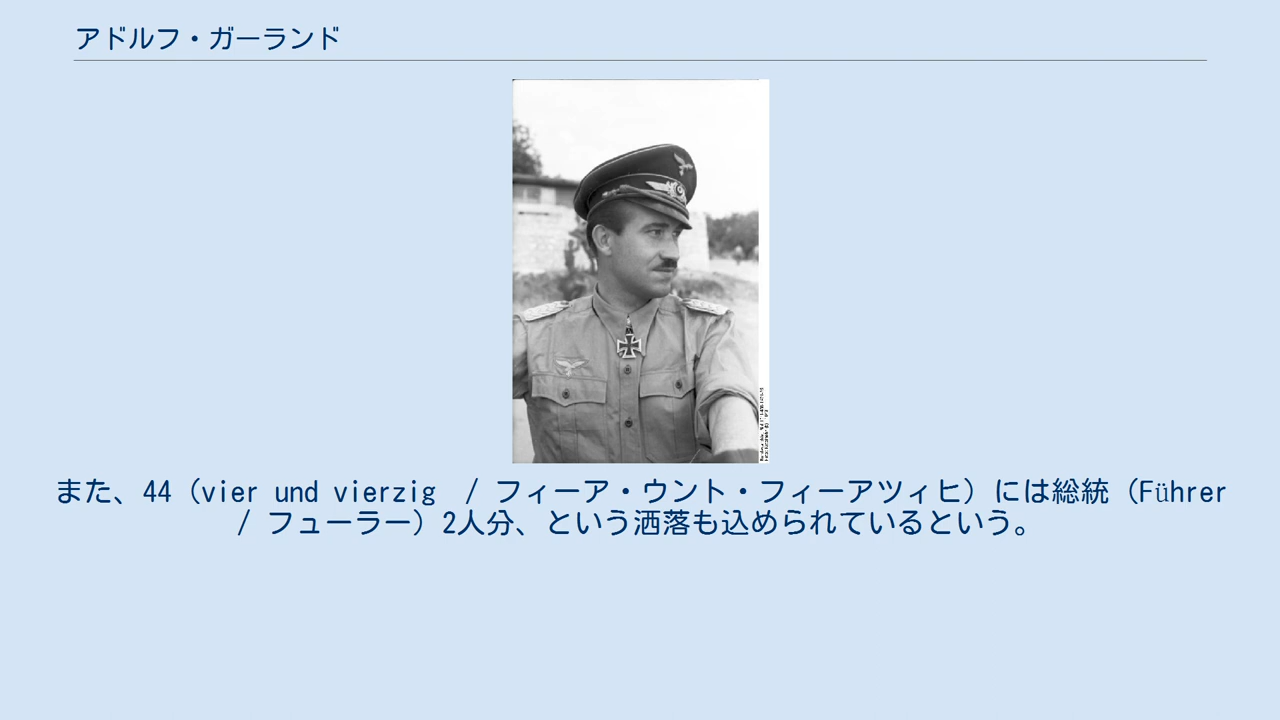 アドルフ・ガーランド
また、44（vier und vierzig / フィーア・ウント・フィーアツィヒ）には総統（Führer
/ フューラー）2人分、という洒落も込められているという。